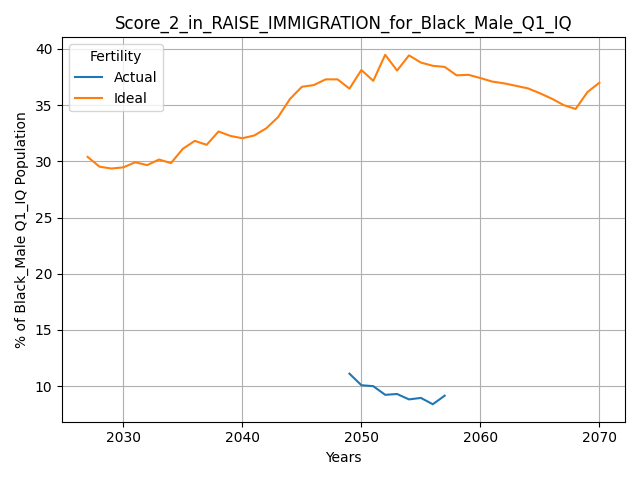 Score_2_in_RAISE_IMMIGRATION_for_Black_Male_Q1_IQ
Fertility
Actual
Ideal
% of Black_Male Q1_IQ Population
40
35
30
25
20
15
10
2030
2040
2050
2060
2070
Years